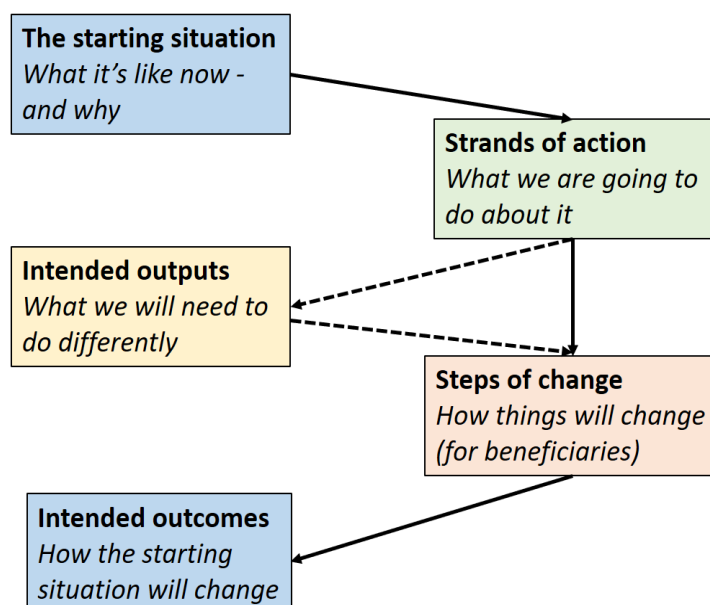 The starting situation
What it's like now -
and why
Strands of action
What we are going to
do about it
Intended outputs
What we will need to
do differently
Steps of change
How things will change
(for beneficiaries)
Intended outcomes
How the starting
situation will change